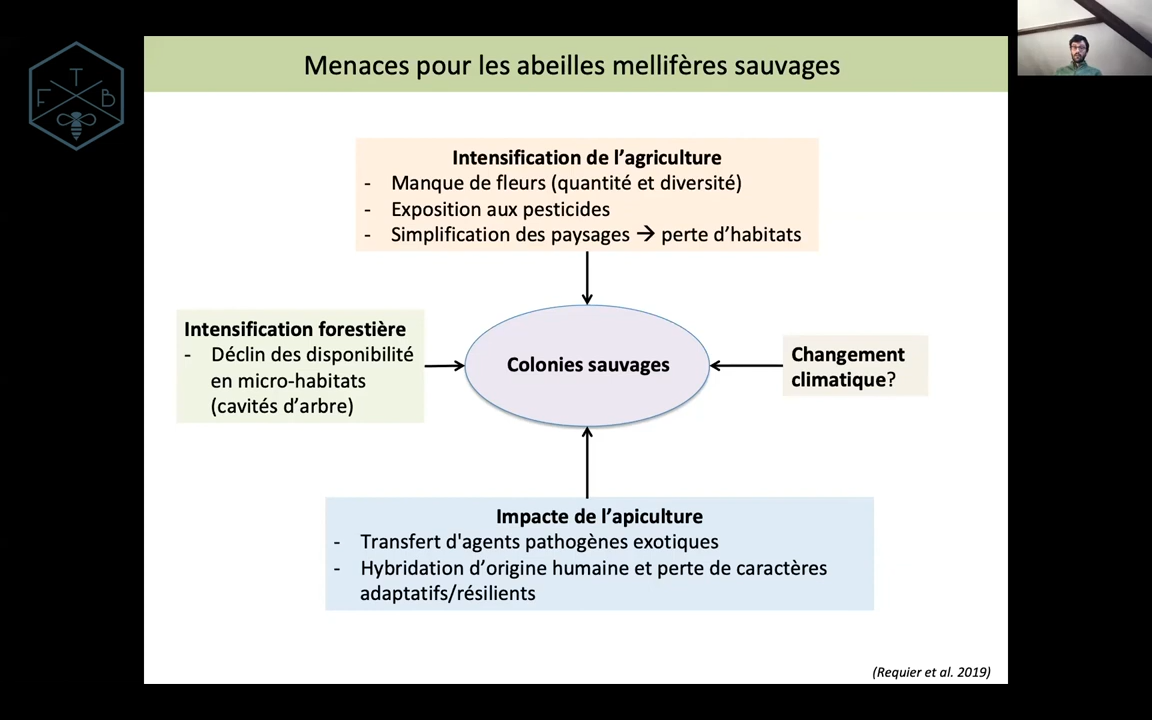 T
F B
Menaces pour les abeilles mellifères sauvages
Intensification de l’agriculture
- Manque de fleurs (quantité et diversité)
- Exposition aux pesticides
- Simplification des paysages → perte d’habitats
Intensification forestière
- Déclin des disponibilité
en micro-habitats
(cavités d’arbre)
Colonies sauvages
Changement
climatique?
Impacte de l’apiculture
- Transfert d'agents pathogènes exotiques
- Hybridation d’origine humaine et perte de caractères
adaptatifs/résilients
(Requier et al. 2019)